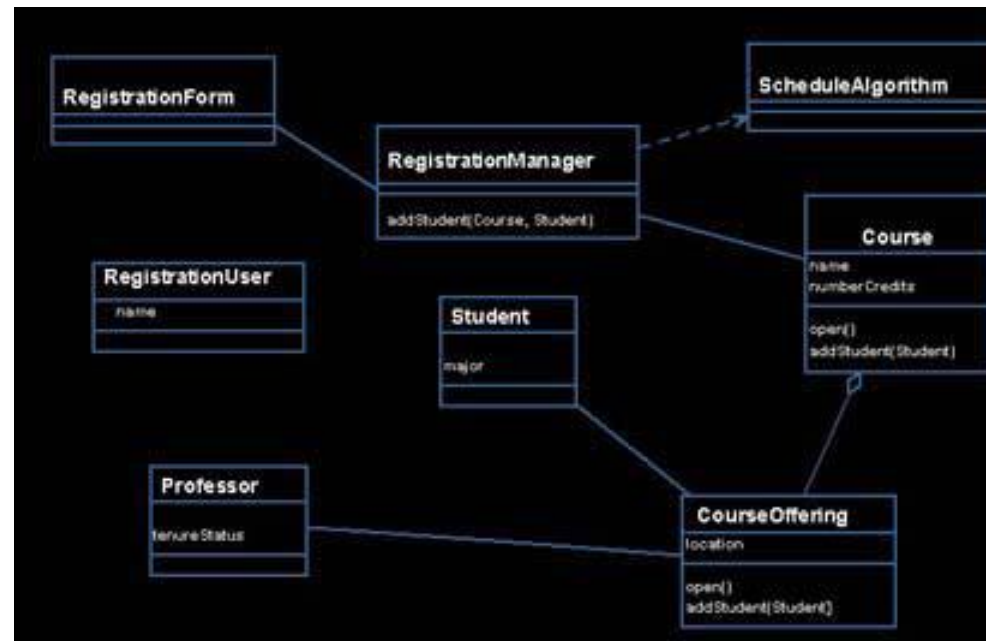 RegistrationForm
ScheduleAlgorithm
RegistrationManager
addStudent(Course, Student)
Course
name
numberCredits
open()
addStudent(Student)
RegistrationUser
name
Student
major
Professor
tenureStatus
CourseOffering
location
open()
addStudent(Student)